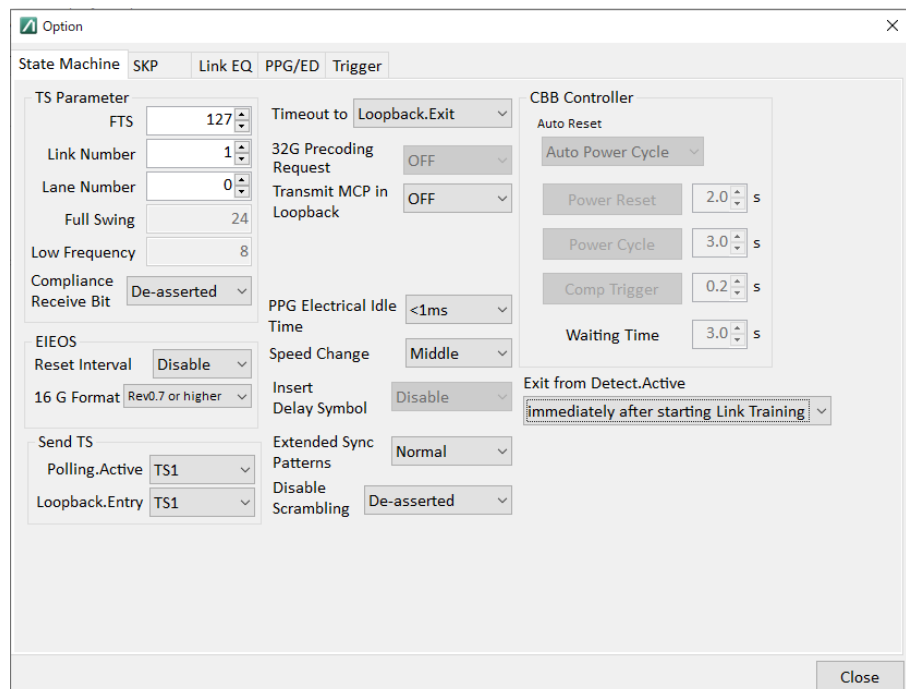 Option
State Machine SKP Link EQ PPG/ED Trigger
TS Parameter
FTS 127
Link Number 1
Lane Number 0
Full Swing 24
Low Frequency 8
Compliance
Receive Bit De-asserted
EIEOS
Reset Interval Disable
16 G Format Rev0.7 or higher
Send TS
Polling.Active TS1
Loopback.Entry TS1
Timeout to Loopback.Exit
32G Precoding
Request OFF
Transmit MCP in
Loopback OFF
PPG Electrical Idle
Time <1ms
Speed Change Middle
Insert
Delay Symbol Disable
Extended Sync
Patterns Normal
Disable
Scrambling De-asserted
CBB Controller
Auto Reset
Auto Power Cycle
Power Reset 2.0 s
Power Cycle 3.0 s
Comp Trigger 0.2 s
Waiting Time 3.0 s
Exit from Detect.Active
immediately after starting Link Training
Close